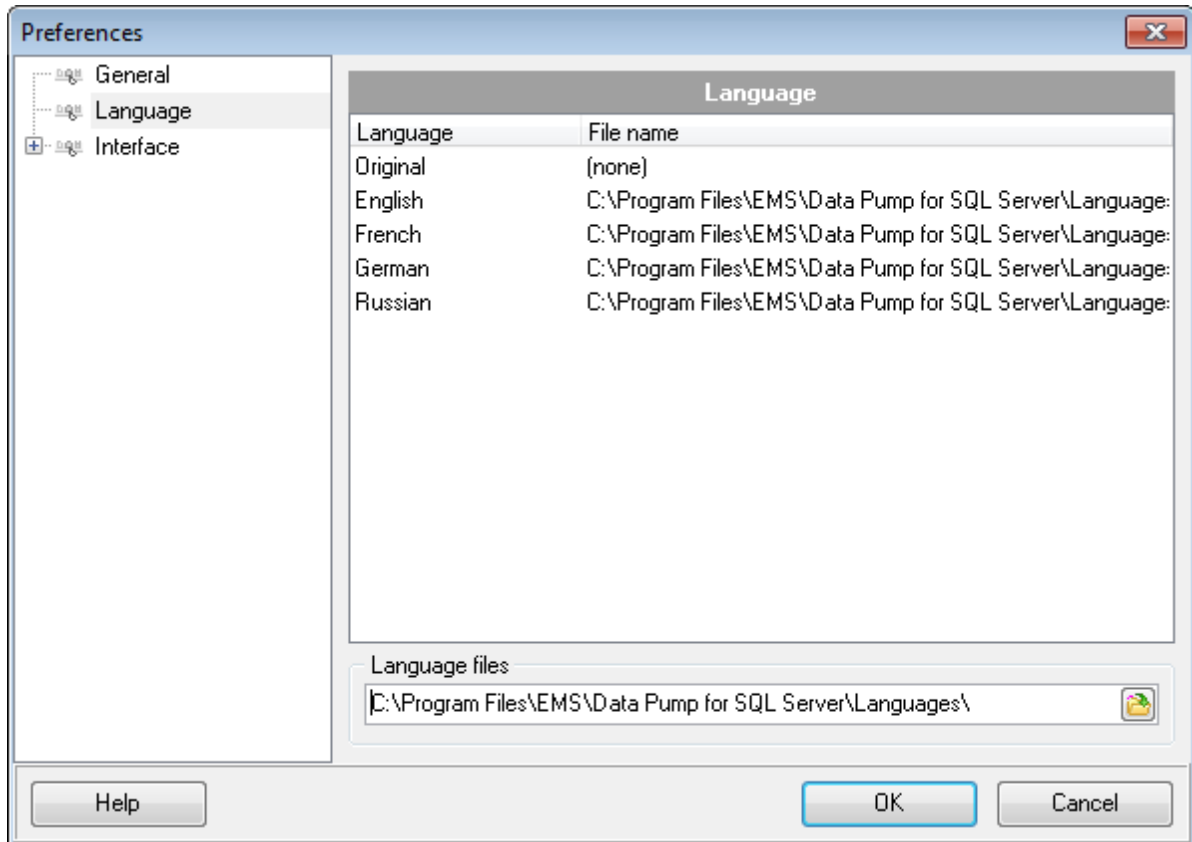 Preferences
General
Language
Interface
Language
Language File name
Original (none)
English C:\Program Files\EMS\Data Pump for SQL Server\Language
French C:\Program Files\EMS\Data Pump for SQL Server\Language
German C:\Program Files\EMS\Data Pump for SQL Server\Language
Russian C:\Program Files\EMS\Data Pump for SQL Server\Language
Language files
C:\Program Files\EMS\Data Pump for SQL Server\Languages\
Help OK Cancel